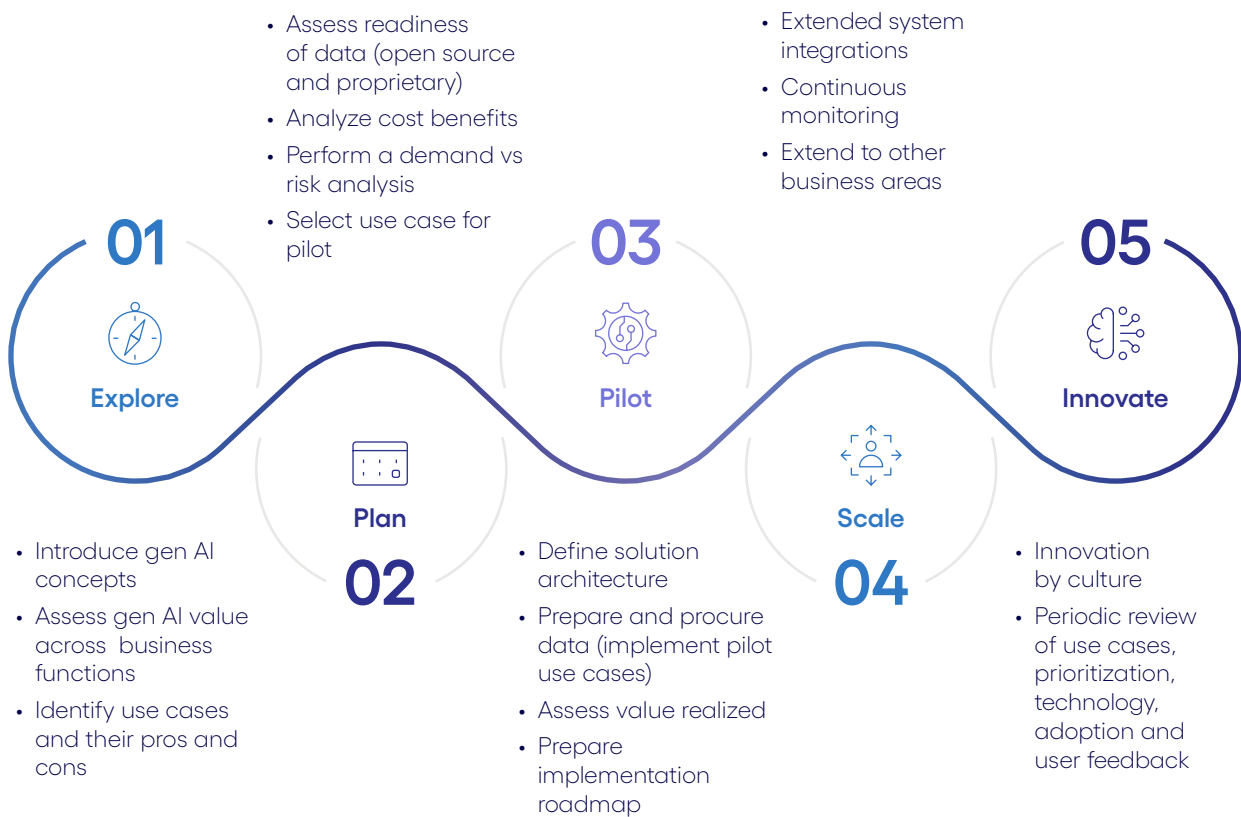 01
Explore
• Introduce gen AI
concepts
• Assess gen AI value
across business
functions
• Identify use cases
and their pros and
cons
• Assess readiness
of data (open source
and proprietary)
• Analyze cost benefits
• Perform a demand vs
risk analysis
• Select use case for
pilot
Plan
02
03
Pilot
• Define solution
architecture
• Prepare and procure
data (implement pilot
use cases)
• Assess value realized
• Prepare
implementation
roadmap
• Extended system
integrations
• Continuous
monitoring
• Extend to other
business areas
Scale
04
05
Innovate
• Innovation
by culture
• Periodic review
of use cases,
prioritization,
technology,
adoption and
user feedback